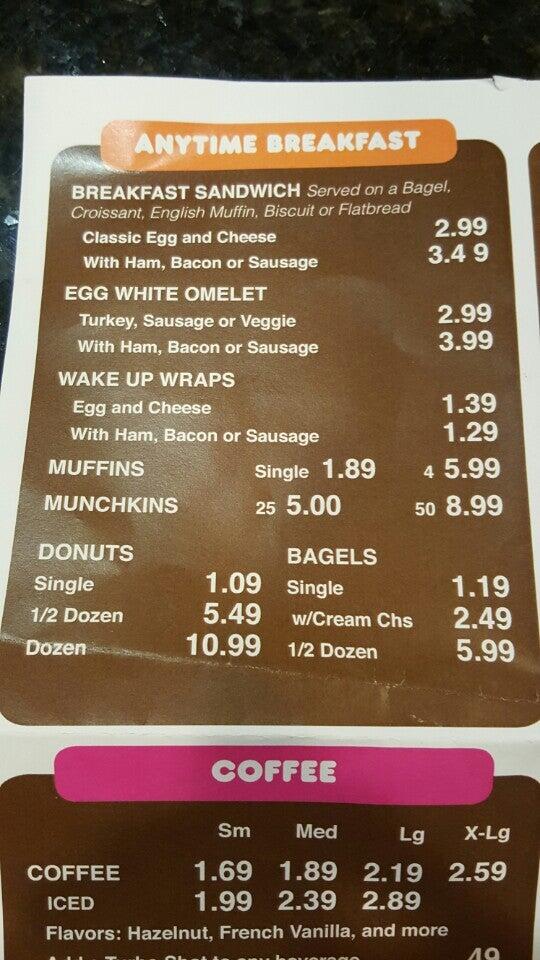 ANYTIME BREAKFAST
BREAKFAST SANDWICH Served on a Bagel,
Croissant, English Muffin, Biscuit or Flatbread
Classic Egg and Cheese 2.99
With Ham, Bacon or Sausage 3.4 9
EGG WHITE OMELET
Turkey, Sausage or Veggie 2.99
With Ham, Bacon or Sausage 3.99
WAKE UP WRAPS
Egg and Cheese 1.39
With Ham, Bacon or Sausage 1.29
MUFFINS Single 1.89 4 5.99
MUNCHKINS 25 5.00 50 8.99
DONUTS
Single 1.09
1/2 Dozen 5.49
Dozen 10.99
BAGELS
Single 1.19
w/Cream Chs 2.49
1/2 Dozen 5.99
COFFEE
Sm Med Lg X-Lg
COFFEE 1.69 1.89 2.19 2.59
ICED 1.99 2.39 2.89
Flavors: Hazelnut, French Vanilla, and more
Turbo Shot to any beverage .49